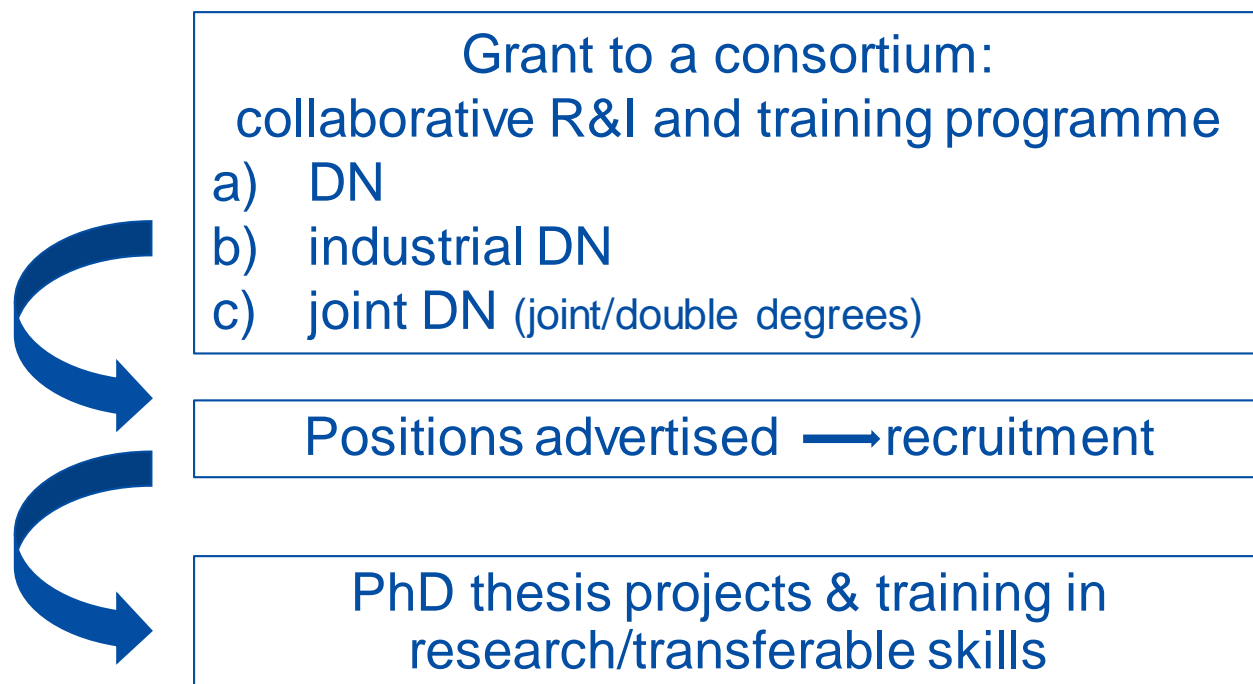 Grant to a consortium:
collaborative R&I and training programme
a) DN
b) industrial DN
c) joint DN (joint/double degrees)
Positions advertised recruitment
PhD thesis projects & training in
research/transferable skills